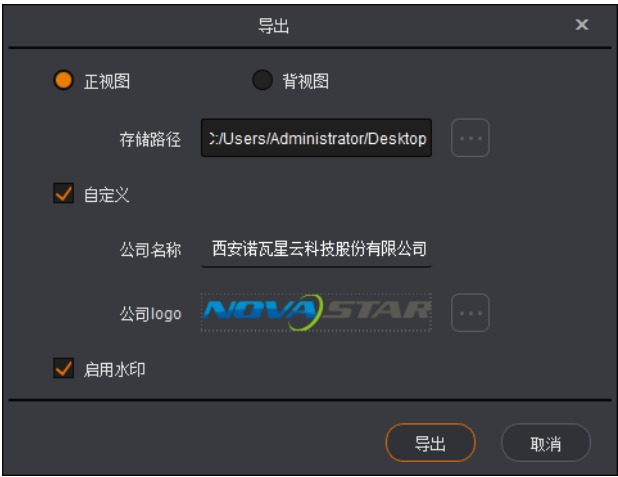 导出
正视图 背视图
存储路径 :/Users/Administrator/Desktop ...
自定义
公司名称 西安诺瓦星云科技股份有限公司
公司logo NOVASTAR ...
启用水印
导出 取消